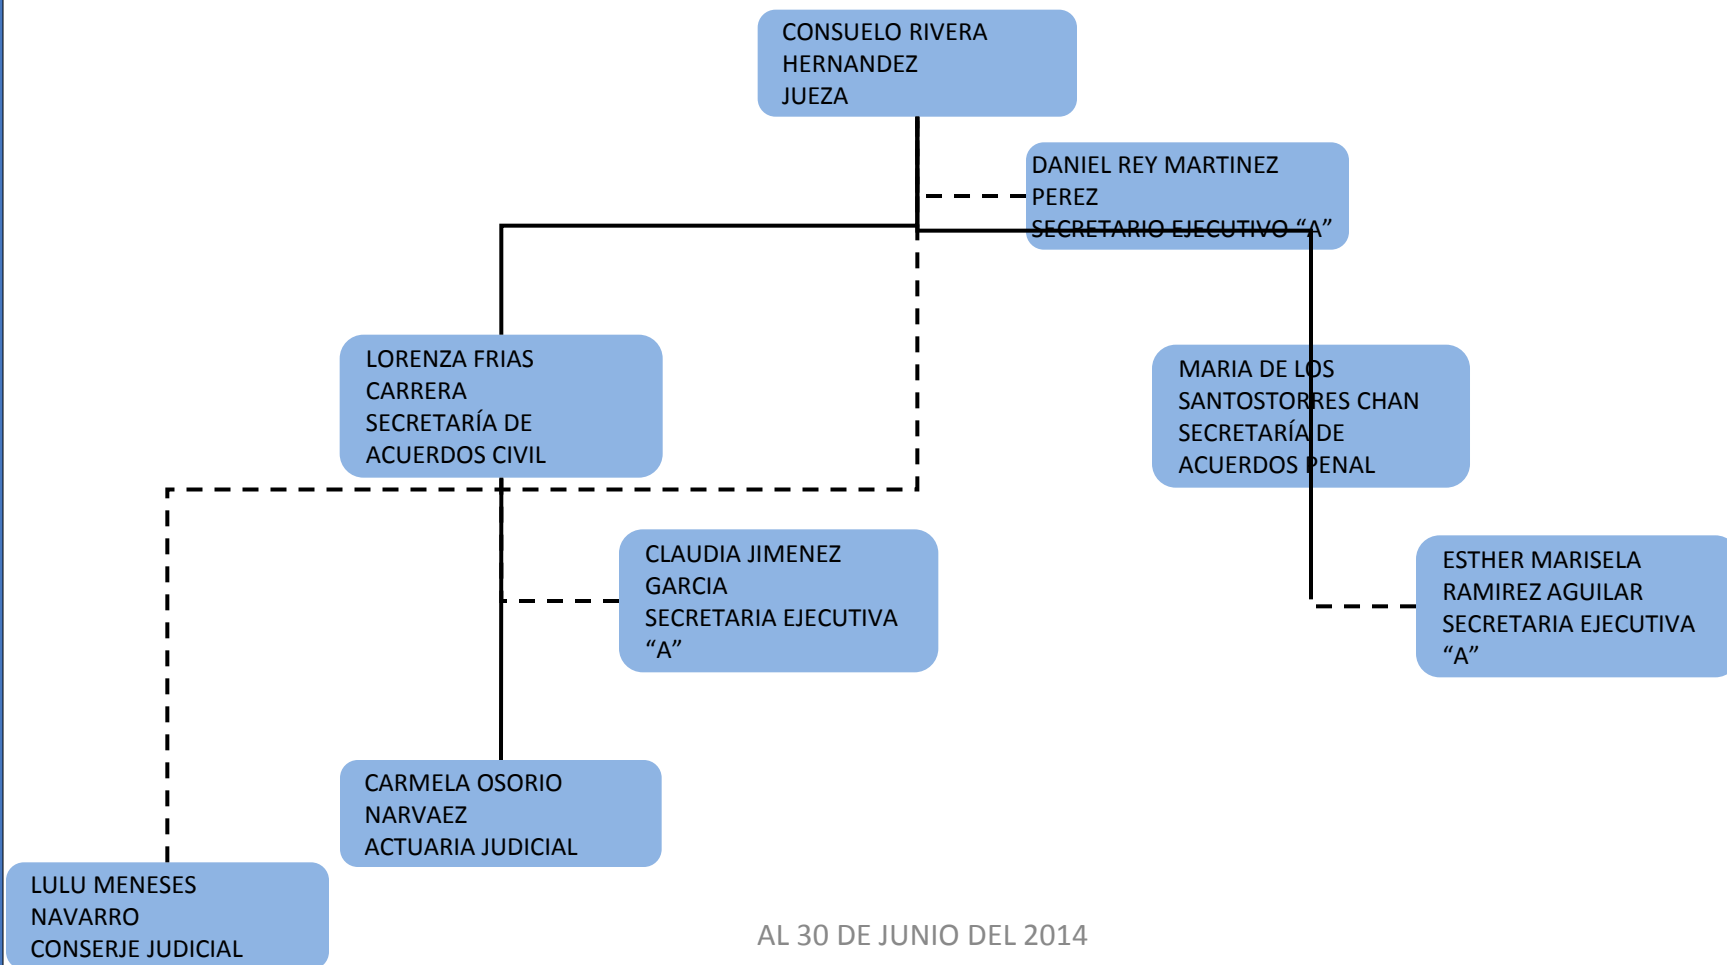 CONSUELO RIVERA
HERNANDEZ
JUEZA
DANIEL REY MARTINEZ
PEREZ
SECRETARIO EJECUTIVO “A”
LORENZA FRIAS
CARRERA
SECRETARÍA DE
ACUERDOS CIVIL
MARIA DE LOS
SANTOSTORRES CHAN
SECRETARÍA DE
ACUERDOS PENAL
CLAUDIA JIMENEZ
GARCIA
SECRETARIA EJECUTIVA
“A”
ESTHER MARISELA
RAMIREZ AGUILAR
SECRETARIA EJECUTIVA
“A”
CARMELA OSORIO
NARVAEZ
ACTUARIA JUDICIAL
LULU MENESES
NAVARRO
CONSERJE JUDICIAL
AL 30 DE JUNIO DEL 2014